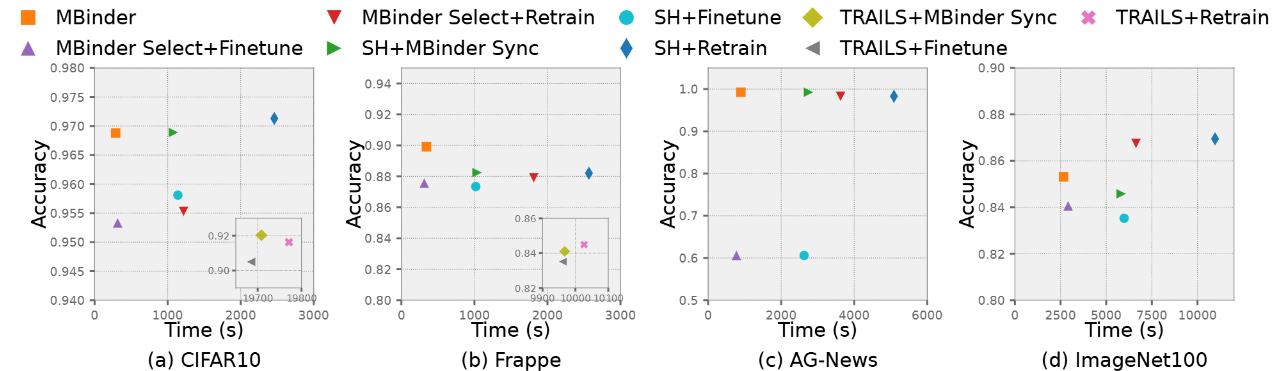 MBinder MBinder Select+Retrain SH+Finetune TRAILS+MBinder Sync TRAILS+Retrain
MBinder Select+Finetune SH+MBinder Sync SH+Retrain TRAILS+Finetune
Accuracy
0.980
0.975
0.970
0.965
0.960
0.955
0.950
0.945
0.940
0 1000 2000 3000
0.92
0.90
19700 19800
Time (s)
(a) CIFAR10
Accuracy
0.94
0.92
0.90
0.88
0.86
0.84
0.82
0.80
0 1000 2000 3000
0.86
0.84
0.82
9900 10000 10100
Time (s)
(b) Frappe
Accuracy
1.0
0.9
0.8
0.7
0.6
0.5
0 2000 4000 6000
Time (s)
(c) AG-News
Accuracy
0.90
0.88
0.86
0.84
0.82
0.80
0 2500 5000 7500 10000
Time (s)
(d) ImageNet100